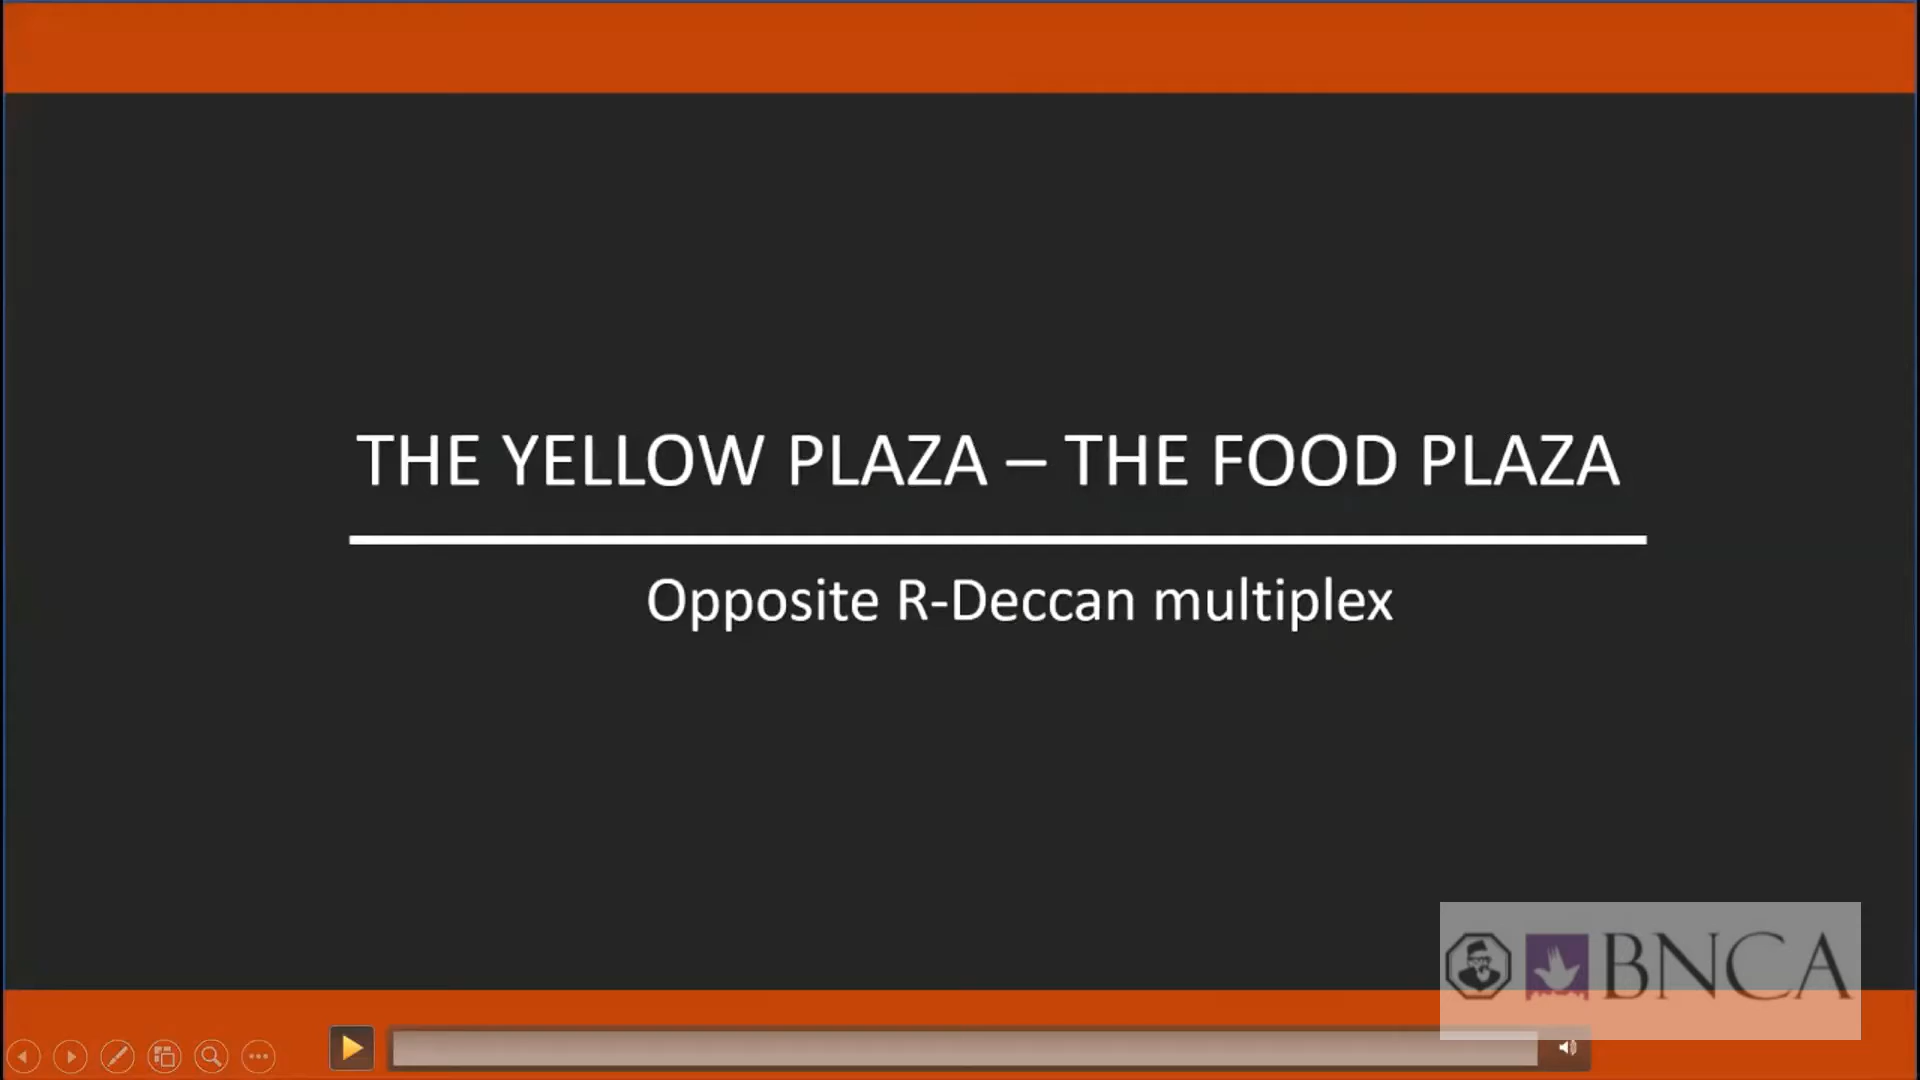 THE YELLOW PLAZA – THE FOOD PLAZA
Opposite R-Deccan multiplex
BNCA